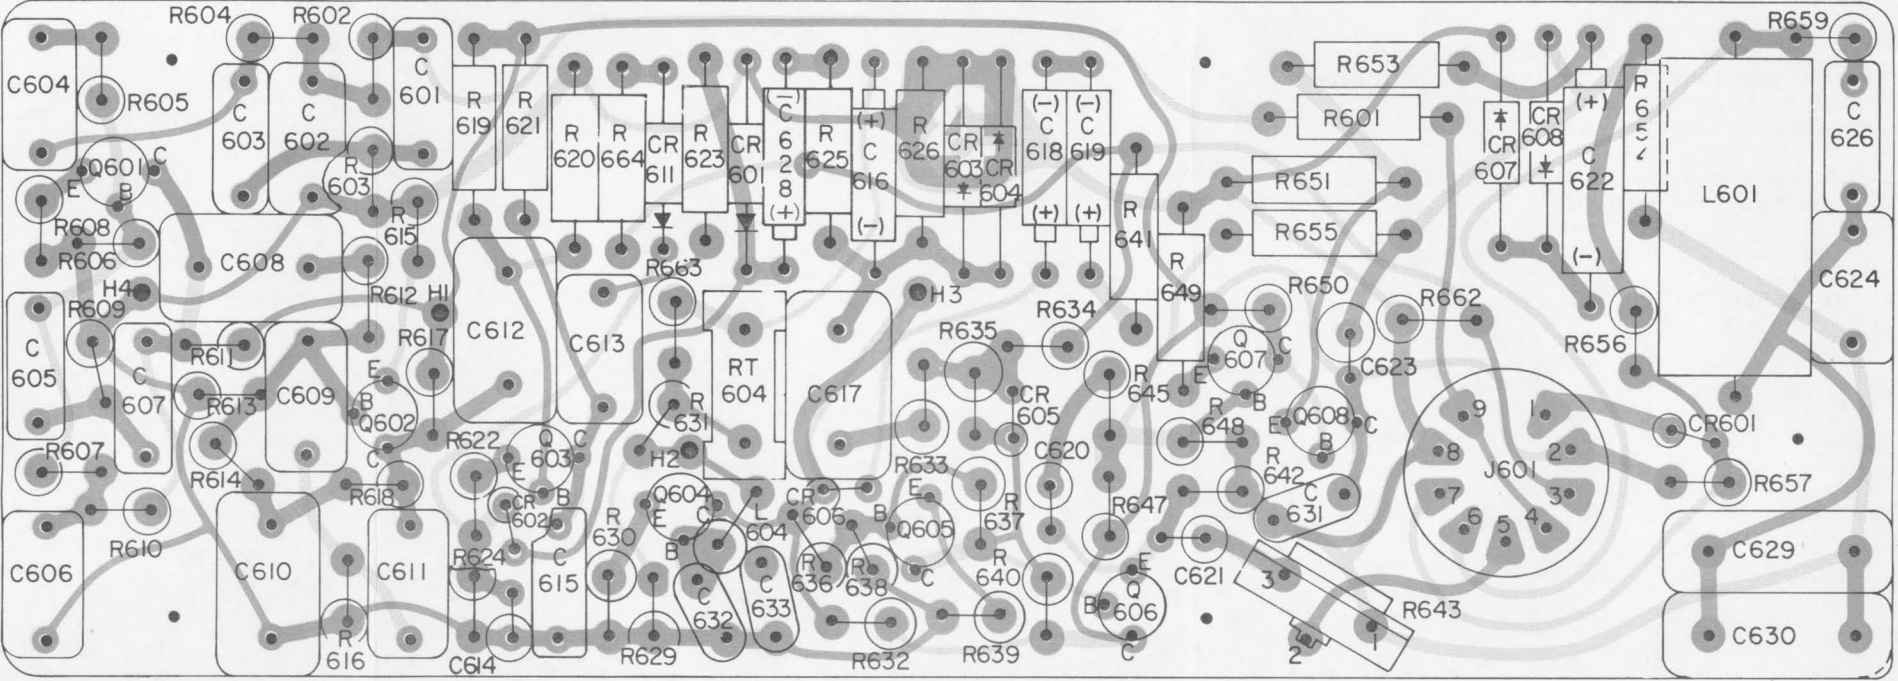 R604
R602
R659
C604
R605
C
603
C
602
C
601
R
619
R
621
R
620
R
664
CR
611
R
623
CR
601
(-)
C
628
(+)
R
625
(+)
C
616
(-)
R
626
CR
603
CR
604
(-)
C
618
(+)
(-)
C
619
(+)
R653
R601
R651
R655
CR
607
CR
608
(+)
C
622
(-)
L601
C
626
Q601
C
E
B
R
603
R
615
R608
R606
C608
H4
R609
R612
H1
R663
H3
R
641
R
649
R650
R662
R656
C624
C
605
C
607
R611
R613
C609
E
B
Q602
C
R617
C612
C613
RT
604
C617
R
631
H2
R635
R634
CR
605
R
645
Q
607
E
C
B
C623
R
648
E
Q608
C
B
9
1
8
2
J601
7
3
6
5
4
CR601
R657
R607
R614
R618
R622
Q
603
C
E
B
CR
602
Q604
E
C
B
L
604
CR
606
R633
E
B
Q605
C
C620
R
637
R647
R
642
C
631
R610
C606
C610
C611
R624
C
615
R
630
C
632
C
633
R
636
R
638
R
640
E
Q
606
B
C
C621
3
R643
1
2
C629
C630
R
616
C614
R629
R632
R639